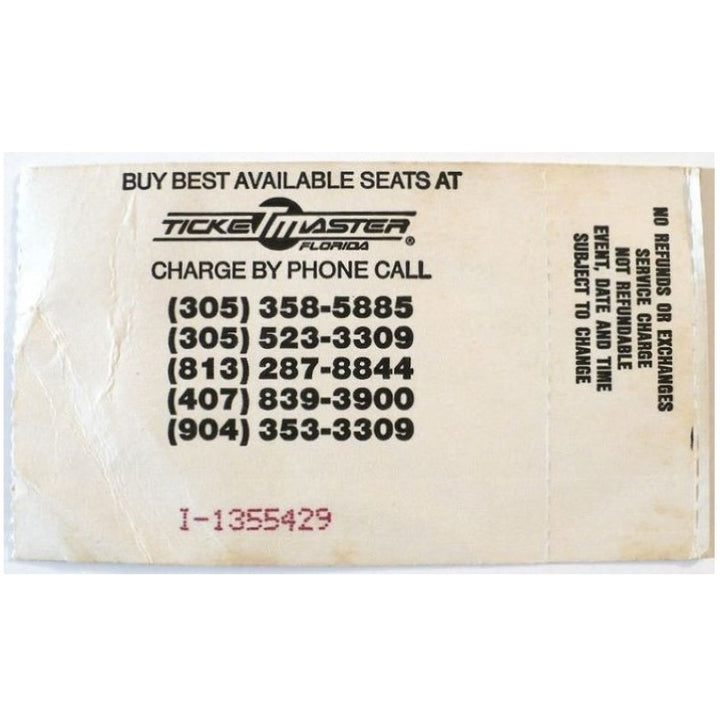 BUY BEST AVAILABLE SEATS AT
TICKETMASTER
FLORIDA ®
CHARGE BY PHONE CALL
(305) 358-5885
(305) 523-3309
(813) 287-8844
(407) 839-3900
(904) 353-3309
I-1355429
NO REFUNDS OR EXCHANGES
SERVICE CHARGE
NOT REFUNDABLE
EVENT, DATE AND TIME
SUBJECT TO CHANGE